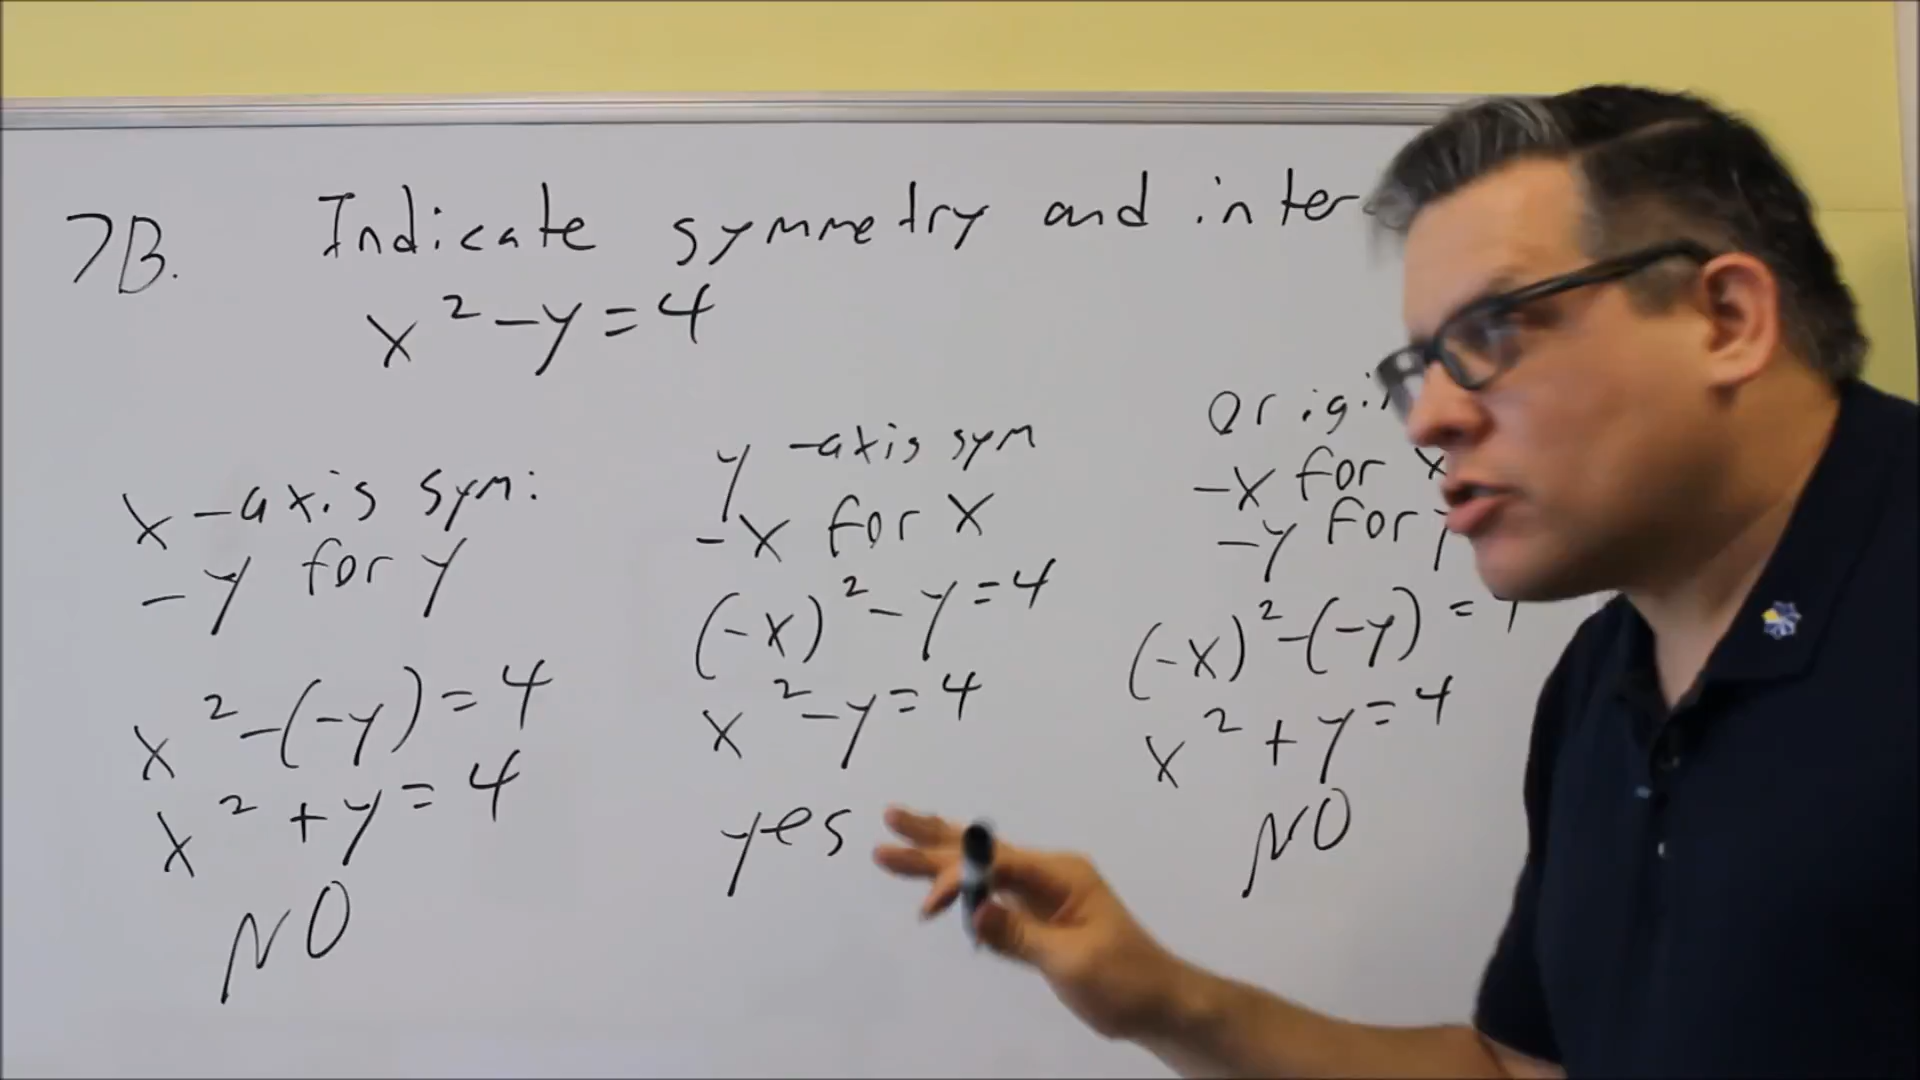 7B. Indicate symmetry and inter
x² - y = 4
x-axis sym:
-y for y
x² - (-y) = 4
x² + y = 4
NO
y-axis sym
-x for x
(-x)² - y = 4
x² - y = 4
yes
-x for x
-y for y
(-x)² - (-y) =
x² + y = 4
NO